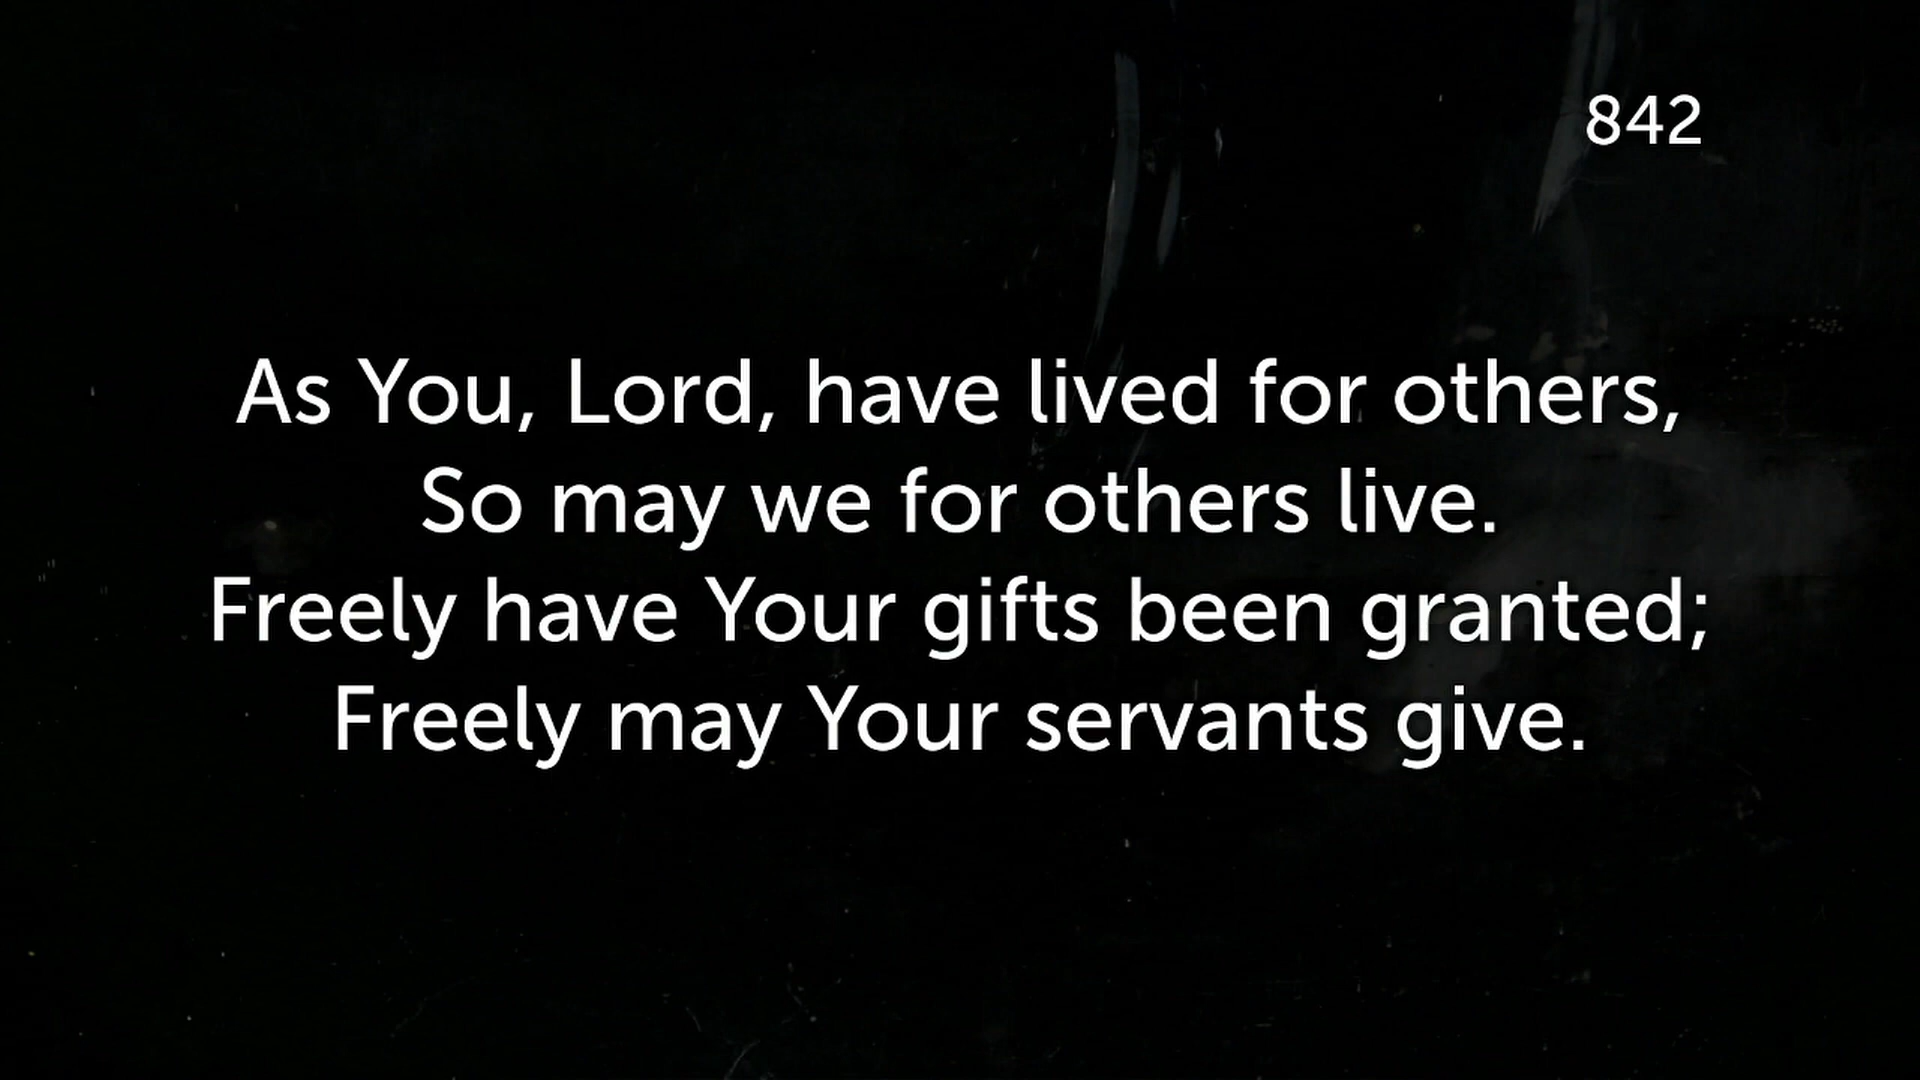 842
As You, Lord, have lived for others,
So may we for others live.
Freely have Your gifts been granted;
Freely may Your servants give.